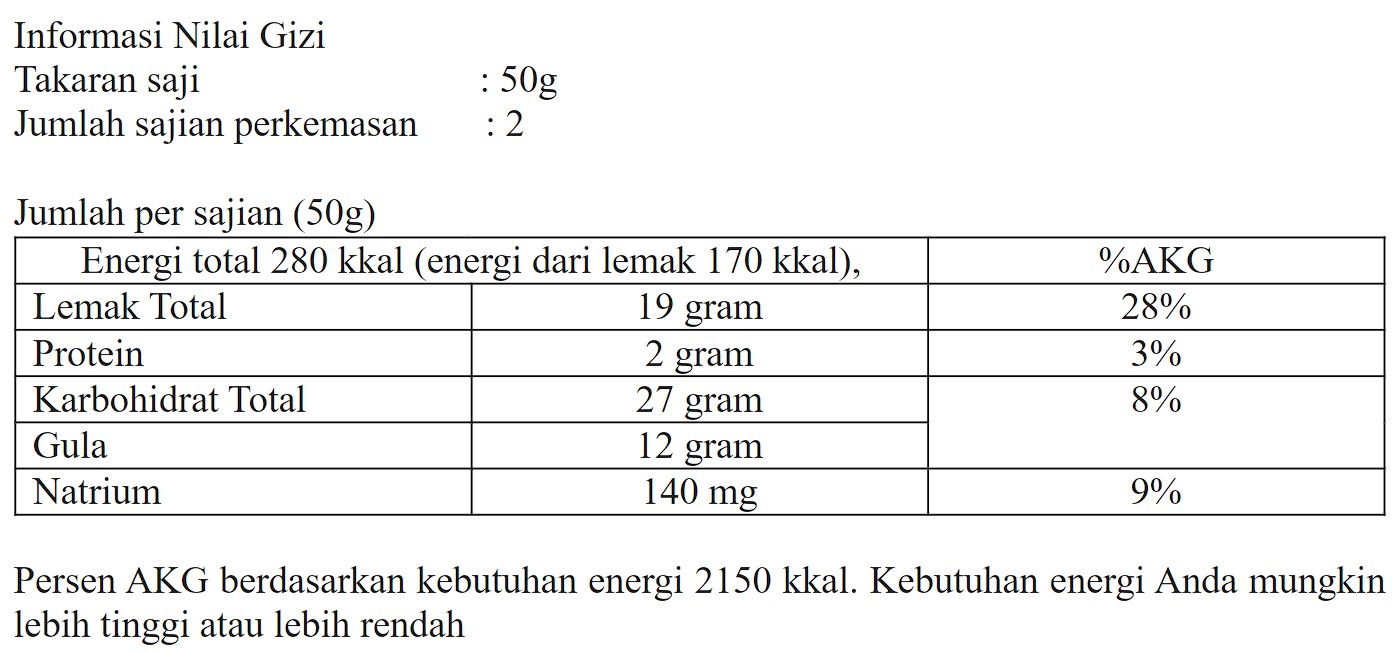 Informasi Nilai Gizi
Takaran saji : 50g
Jumlah sajian perkemasan : 2
Jumlah per sajian (50g)
Energi total 280 kkal (energi dari lemak 170 kkal), %AKG
Lemak Total 19 gram 28%
Protein 2 gram 3%
Karbohidrat Total 27 gram 8%
Gula 12 gram
Natrium 140 mg 9%
Persen AKG berdasarkan kebutuhan energi 2150 kkal. Kebutuhan energi Anda mungkin
lebih tinggi atau lebih rendah